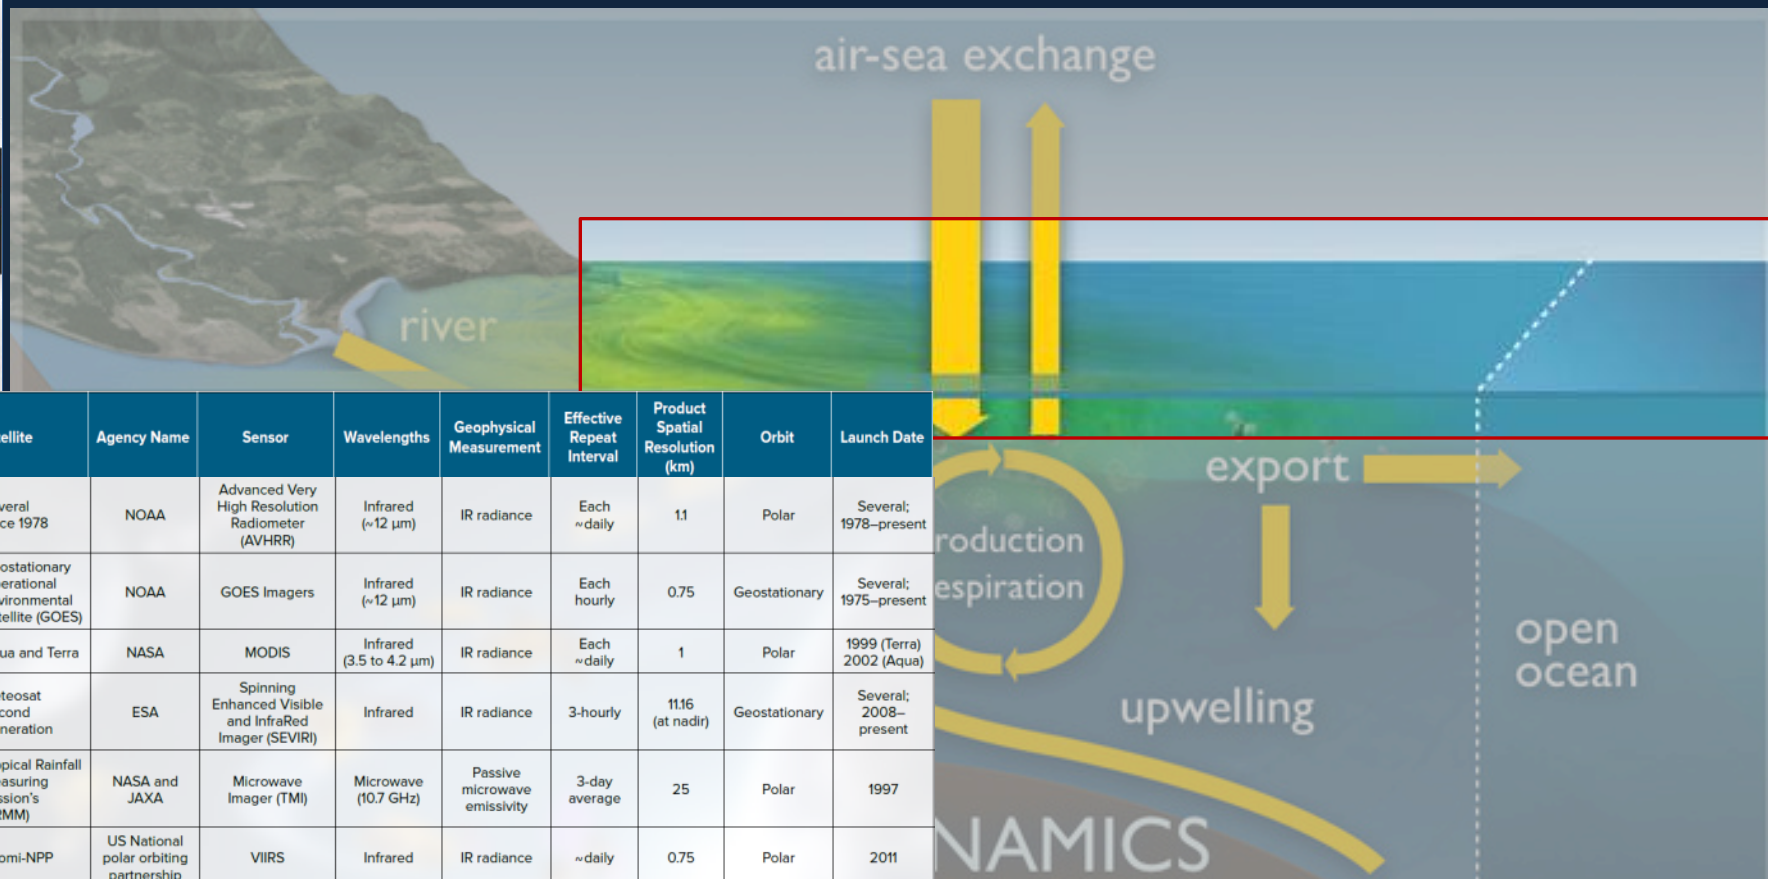 air-sea exchange
river
ellite
Agency Name
Sensor
Wavelengths
Geophysical
Measurement
Effective
Repeat
Interval
Product
Spatial
Resolution
(km)
Orbit
Launch Date
veral
ce 1978
NOAA
Advanced Very
High Resolution
Radiometer
(AVHRR)
Infrared
(~12 µm)
IR radiance
Each
~daily
1.1
Polar
Several;
1978–present
ostationary
erational
vironmental
tellite (GOES)
NOAA
GOES Imagers
Infrared
(~12 µm)
IR radiance
Each
hourly
0.75
Geostationary
Several;
1975–present
ua and Terra
NASA
MODIS
Infrared
(3.5 to 4.2 µm)
IR radiance
Each
~daily
1
Polar
1999 (Terra)
2002 (Aqua)
teosat
cond
neration
ESA
Spinning
Enhanced Visible
and InfraRed
Imager (SEVIRI)
Infrared
IR radiance
3-hourly
11.16
(at nadir)
Geostationary
Several;
2008–
present
opical Rainfall
easuring
ssion's
RMM)
NASA and
JAXA
Microwave
Imager (TMI)
Microwave
(10.7 GHz)
Passive
microwave
emissivity
3-day
average
25
Polar
1997
omi-NPP
US National
polar orbiting
partnership
VIIRS
Infrared
IR radiance
~daily
0.75
Polar
2011
export
roduction
espiration
open
ocean
upwelling
NAMICS